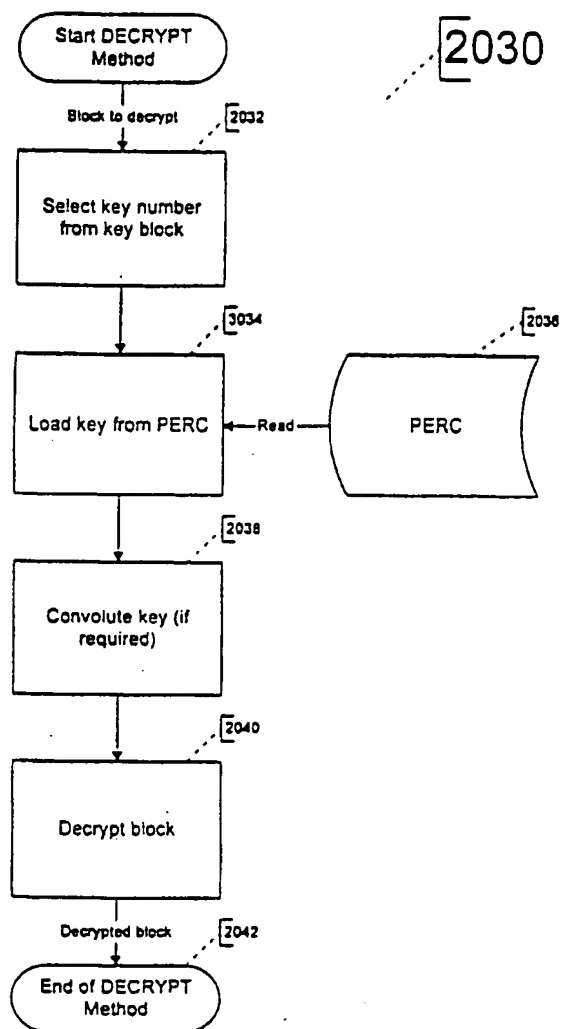 Start DECRYPT
Method
2030
Block to decrypt
2032
Select key number
from key block
3034
2036
Load key from PERC
Read
PERC
2038
Convolute key (if
required)
2040
Decrypt block
Decrypted block
2042
End of DECRYPT
Method